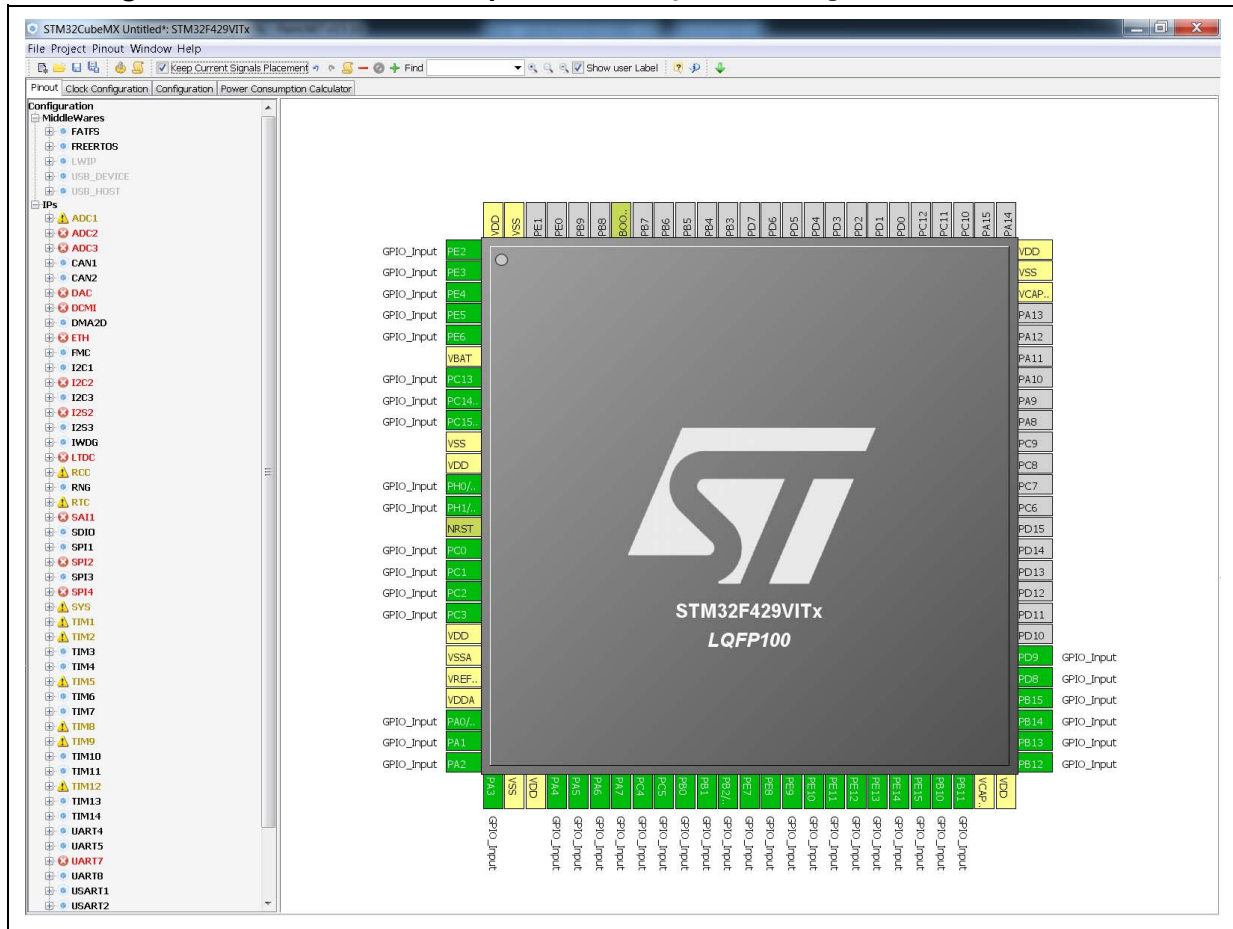 STM32CubeMX Untitled*: STM32F429VITx
File Project Pinout Window Help
Keep Current Signals Placement
Find
Show user Label
Pinout Clock Configuration Configuration Power Consumption Calculator
Configuration
MiddleWares
FATFS
FREERTOS
LWIP
USB_DEVICE
USB_HOST
IPs
ADC1
ADC2
ADC3
CAN1
CAN2
DAC
DCMI
DMA2D
ETH
FMC
I2C1
I2C2
I2C3
I2S2
I2S3
IWDG
LTDC
RCC
RNG
RTC
SAI1
SDIO
SPI1
SPI2
SPI3
SPI4
SYS
TIM1
TIM2
TIM3
TIM4
TIM5
TIM6
TIM7
TIM8
TIM9
TIM10
TIM11
TIM12
TIM13
TIM14
UART4
UART5
UART7
UART8
USART1
USART2
VDD VSS PE1 PE0 PB9 PB8 BOO.. PB7 PB6 PB5 PB4 PB3 PD7 PD6 PD5 PD4 PD3 PD2 PD1 PD0 PC12 PC11 PC10 PA15 PA14
GPIO_Input PE2
GPIO_Input PE3
GPIO_Input PE4
GPIO_Input PE5
GPIO_Input PE6
VBAT
GPIO_Input PC13
GPIO_Input PC14..
GPIO_Input PC15..
VSS
VDD
GPIO_Input PH0/..
GPIO_Input PH1/..
NRST
GPIO_Input PC0
GPIO_Input PC1
GPIO_Input PC2
GPIO_Input PC3
VDD
VSSA
VREF..
VDDA
GPIO_Input PA0/..
GPIO_Input PA1
GPIO_Input PA2
ST
STM32F429VITx
LQFP100
VDD
VSS
VCAP..
PA13
PA12
PA11
PA10
PA9
PA8
PC9
PC8
PC7
PC6
PD15
PD14
PD13
PD12
PD11
PD10
PD9 GPIO_Input
PD8 GPIO_Input
PB15 GPIO_Input
PB14 GPIO_Input
PB13 GPIO_Input
PB12 GPIO_Input
PA3 VSS VDD PA4 PA5 PA6 PA7 PC4 PC5 PB0 PB1 PB2/.. PE7 PE8 PE9 PE10 PE11 PE12 PE13 PE14 PE15 PB10 PB11 VCAP.. VDD
GPIO_Input GPIO_Input GPIO_Input GPIO_Input GPIO_Input GPIO_Input GPIO_Input GPIO_Input GPIO_Input GPIO_Input GPIO_Input GPIO_Input GPIO_Input GPIO_Input GPIO_Input GPIO_Input GPIO_Input GPIO_Input GPIO_Input GPIO_Input GPIO_Input